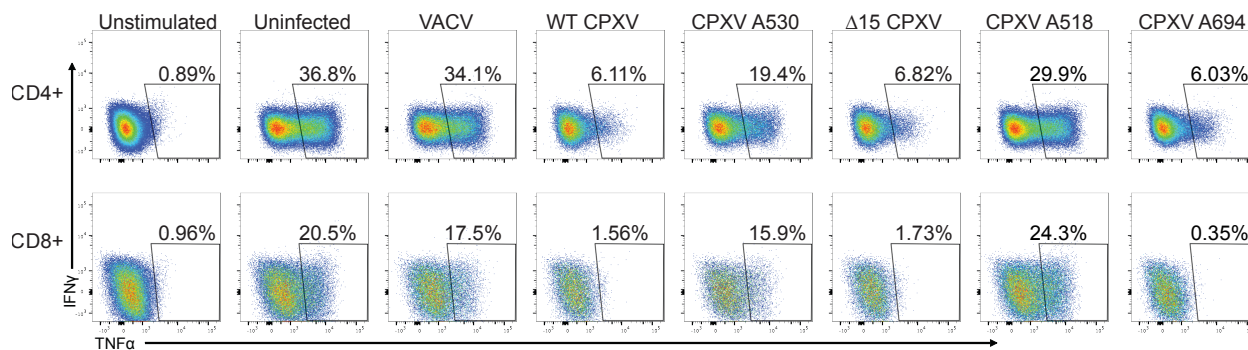 Unstimulated Uninfected VACV WT CPXV CPXV A530 Δ15 CPXV CPXV A518 CPXV A694
CD4+ 0.89% 36.8% 34.1% 6.11% 19.4% 6.82% 29.9% 6.03%
CD8+ 0.96% 20.5% 17.5% 1.56% 15.9% 1.73% 24.3% 0.35%
IFNγ
TNFα